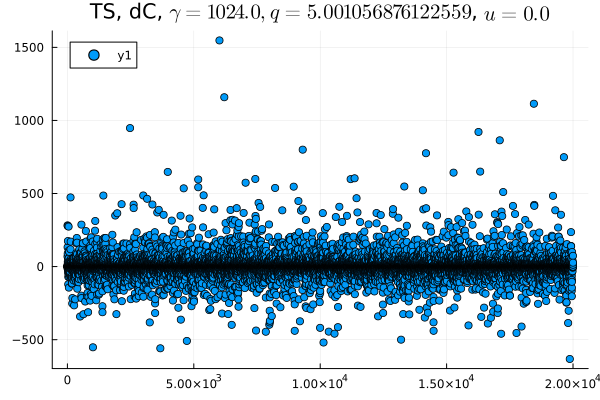 TS, dC, γ = 1024.0, q = 5.001056876122559, u = 0.0
y1
1500
1000
500
0
−500
0 5.00×10³ 1.00×10⁴ 1.50×10⁴ 2.00×10⁴